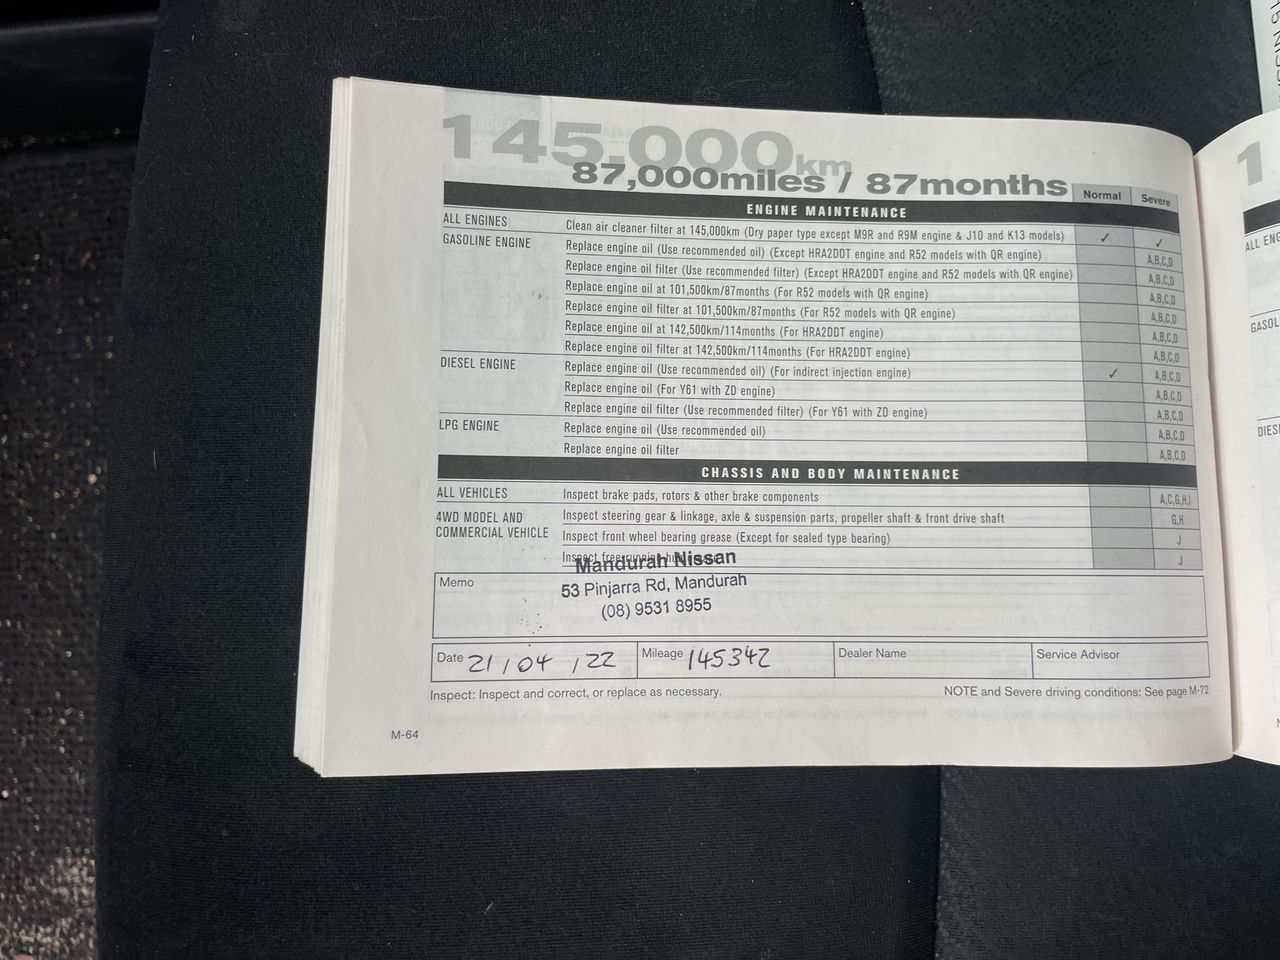 145,000km
87,000miles / 87months
Normal Severe
ENGINE MAINTENANCE
ALL ENGINES Clean air cleaner filter at 145,000km (Dry paper type except M9R and R9M engine & J10 and K13 models) ✓ ✓
GASOLINE ENGINE Replace engine oil (Use recommended oil) (Except HRA2DDT engine and R52 models with QR engine) A,B,C,D
Replace engine oil filter (Use recommended filter) (Except HRA2DDT engine and R52 models with QR engine) A,B,C,D
Replace engine oil at 101,500km/87months (For R52 models with QR engine) A,B,C,D
Replace engine oil filter at 101,500km/87months (For R52 models with QR engine) A,B,C,D
Replace engine oil at 142,500km/114months (For HRA2DDT engine) A,B,C,D
Replace engine oil filter at 142,500km/114months (For HRA2DDT engine) A,B,C,D
DIESEL ENGINE Replace engine oil (Use recommended oil) (For indirect injection engine) ✓ A,B,C,D
Replace engine oil (For Y61 with ZD engine) A,B,C,D
Replace engine oil filter (Use recommended filter) (For Y61 with ZD engine) A,B,C,D
LPG ENGINE Replace engine oil (Use recommended oil) A,B,C,D
Replace engine oil filter A,B,C,D
CHASSIS AND BODY MAINTENANCE
ALL VEHICLES Inspect brake pads, rotors & other brake components A,C,G,H,I
4WD MODEL AND COMMERCIAL VEHICLE Inspect steering gear & linkage, axle & suspension parts, propeller shaft & front drive shaft G,H
Inspect front wheel bearing grease (Except for sealed type bearing) J
Inspect free-running J
Mandurah Nissan
53 Pinjarra Rd, Mandurah
(08) 9531 8955
Memo
Date 21/04/22 Mileage 145342 Dealer Name Service Advisor
Inspect: Inspect and correct, or replace as necessary. NOTE and Severe driving conditions: See page M-72
M-64
1
ALL ENG
GASOL
DIES